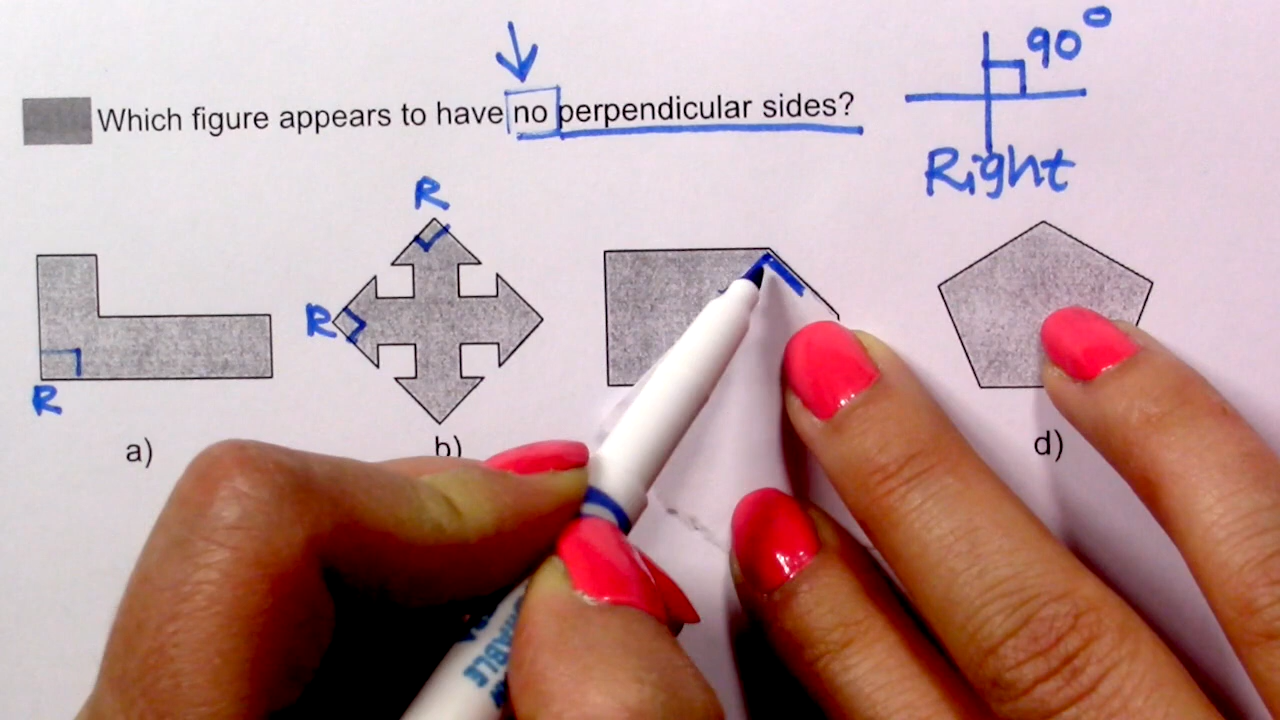 90°
Which figure appears to have no perpendicular sides?
Right
R
R
R
a)
b)
d)